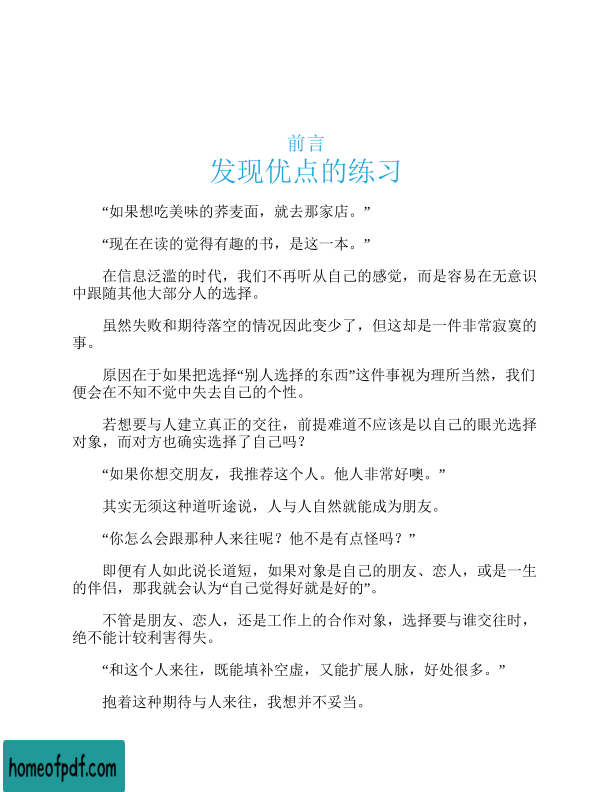 前言
发现优点的练习
“如果想吃美味的荞麦面，就去那家店。”
“现在在读的觉得有趣的书，是这一本。”
在信息泛滥的时代，我们不再听从自己的感觉，而是容易在无意识
中跟随其他大部分人的选择。
虽然失败和期待落空的情况因此变少了，但这却是一件非常寂寞的
事。
原因在于如果把选择“别人选择的东西”这件事视为理所当然，我们
便会在不知不觉中失去自己的个性。
若想要与人建立真正的交往，前提难道不应该是以自己的眼光选择
对象，而对方也确实选择了自己吗？
“如果你想交朋友，我推荐这个人。他人非常好噢。”
其实无须这种道听途说，人与人自然就能成为朋友。
“你怎么会跟那种人来往呢？他不是有点怪吗？”
即便有人如此说长道短，如果对象是自己的朋友、恋人，或是一生
的伴侣，那我就会认为“自己觉得好就是好的”。
不管是朋友、恋人，还是工作上的合作对象，选择要与谁交往时，
绝不能计较利害得失。
“和这个人来往，既能填补空虚，又能扩展人脉，好处很多。”
抱着这种期待与人来往，我想并不妥当。
homeofpdf.com